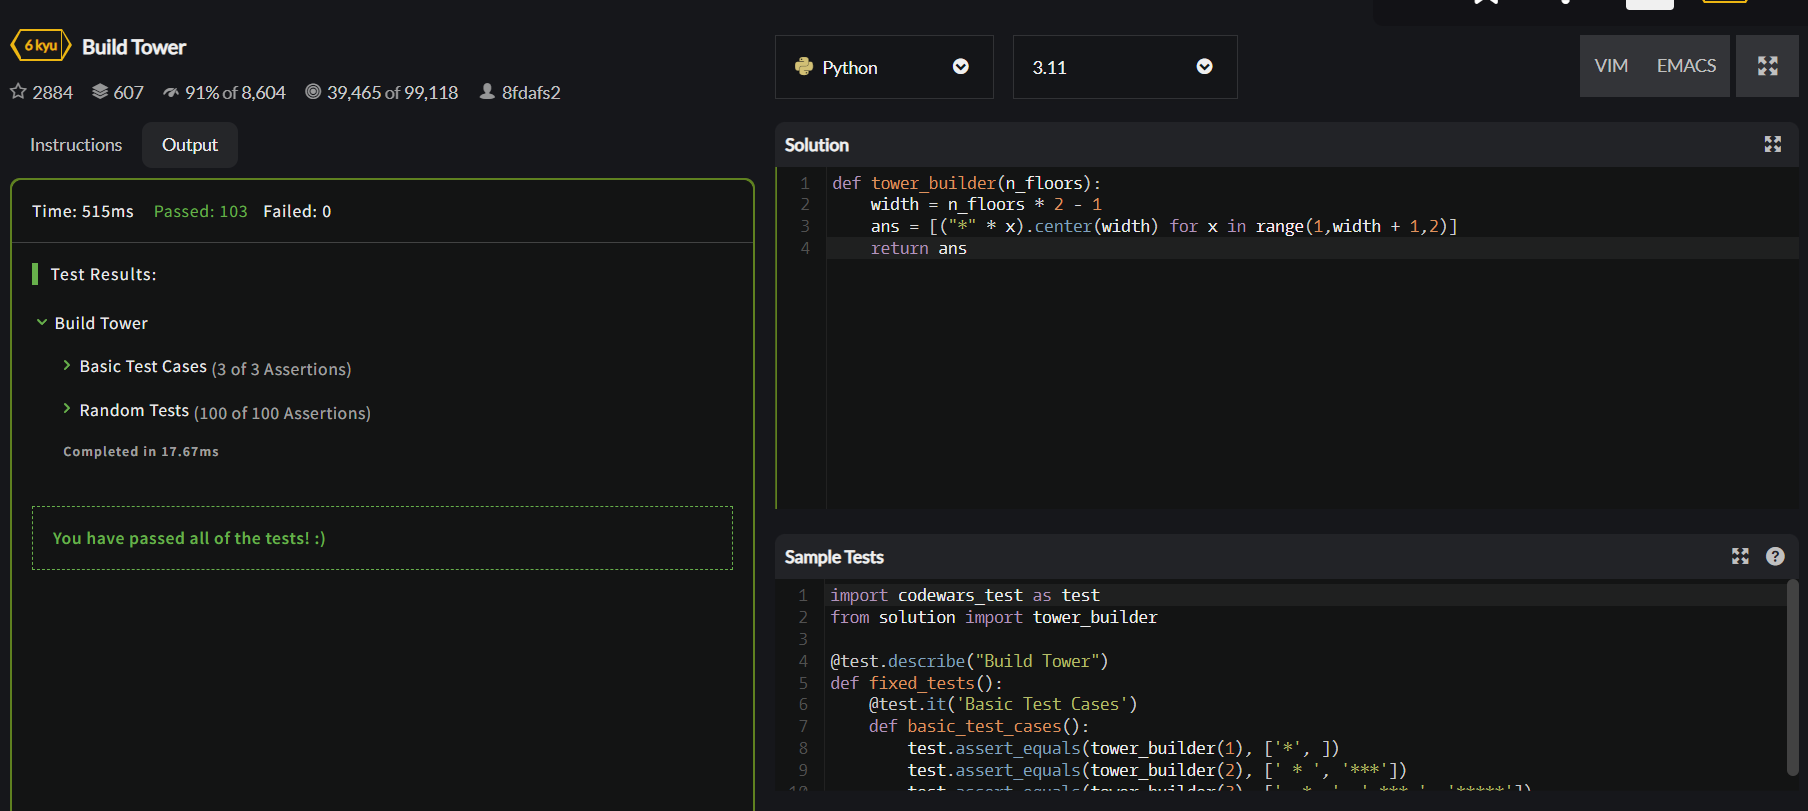 6 kyu Build Tower
2884 607 91% of 8,604 39,465 of 99,118 8fdafs2
Python 3.11 VIM EMACS
Instructions Output
Time: 515ms Passed: 103 Failed: 0
Test Results:
Build Tower
Basic Test Cases (3 of 3 Assertions)
Random Tests (100 of 100 Assertions)
Completed in 17.67ms
You have passed all of the tests! :)
Solution
1 def tower_builder(n_floors):
2     width = n_floors * 2 - 1
3     ans = [("*" * x).center(width) for x in range(1,width + 1,2)]
4     return ans
Sample Tests
1 import codewars_test as test
2 from solution import tower_builder
3
4 @test.describe("Build Tower")
5 def fixed_tests():
6     @test.it('Basic Test Cases')
7     def basic_test_cases():
8         test.assert_equals(tower_builder(1), ['*', ])
9         test.assert_equals(tower_builder(2), [' * ', '***'])
10         test.assert_equals(tower_builder(3), ['  *  ', ' *** ', '*****'])